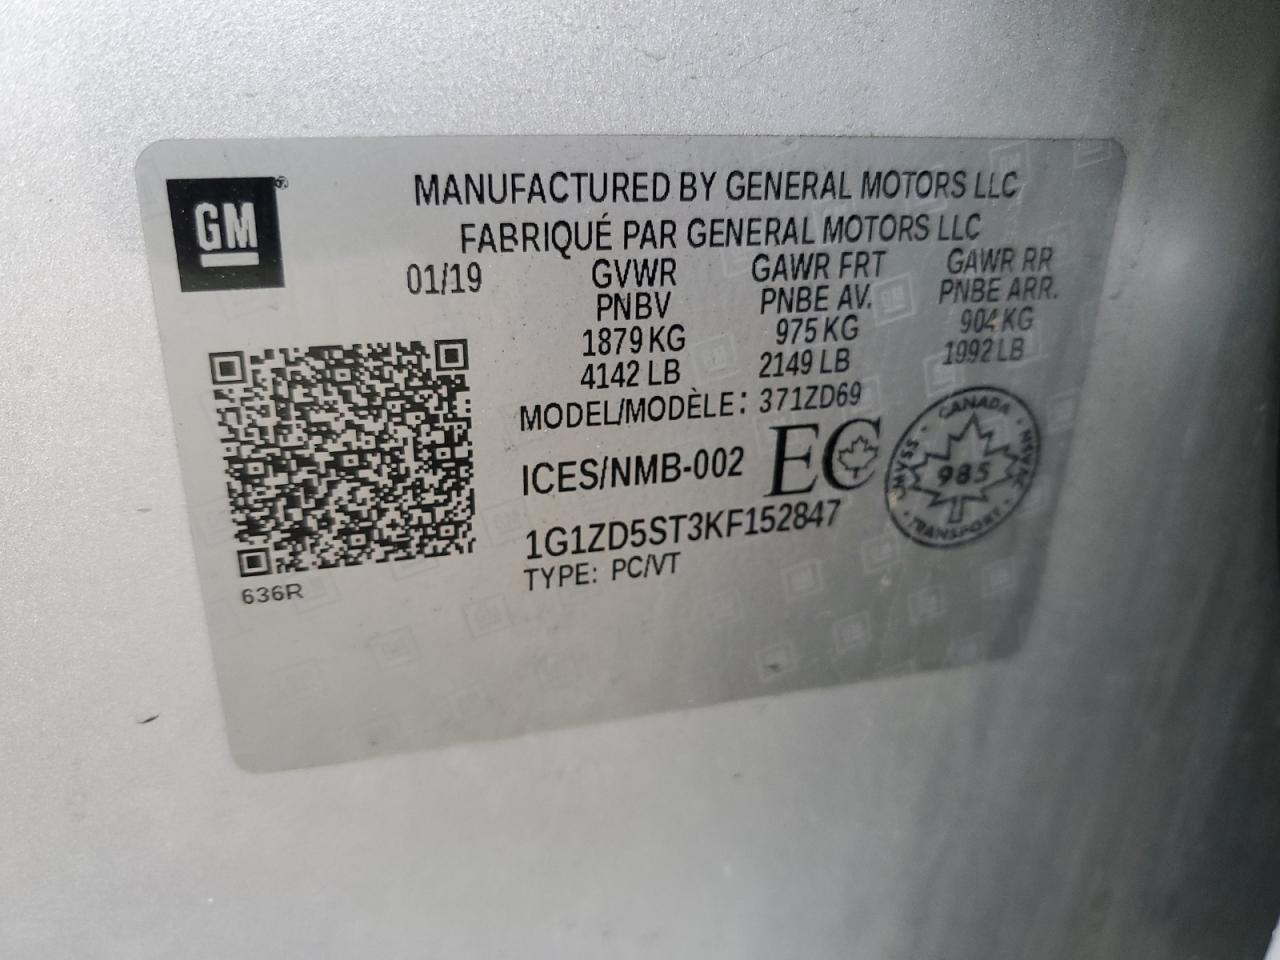 GM®
MANUFACTURED BY GENERAL MOTORS LLC
FABRIQUÉ PAR GENERAL MOTORS LLC
01/19 GVWR GAWR FRT GAWR RR
PNBV PNBE AV. PNBE ARR.
1879 KG 975 KG 904 KG
4142 LB 2149 LB 1992 LB
MODEL/MODÈLE: 371ZD69
ICES/NMB-002 EC
CANADA
CMVSS 985 NSVAC
TRANSPORT
1G1ZD5ST3KF152847
TYPE: PC/VT
636R